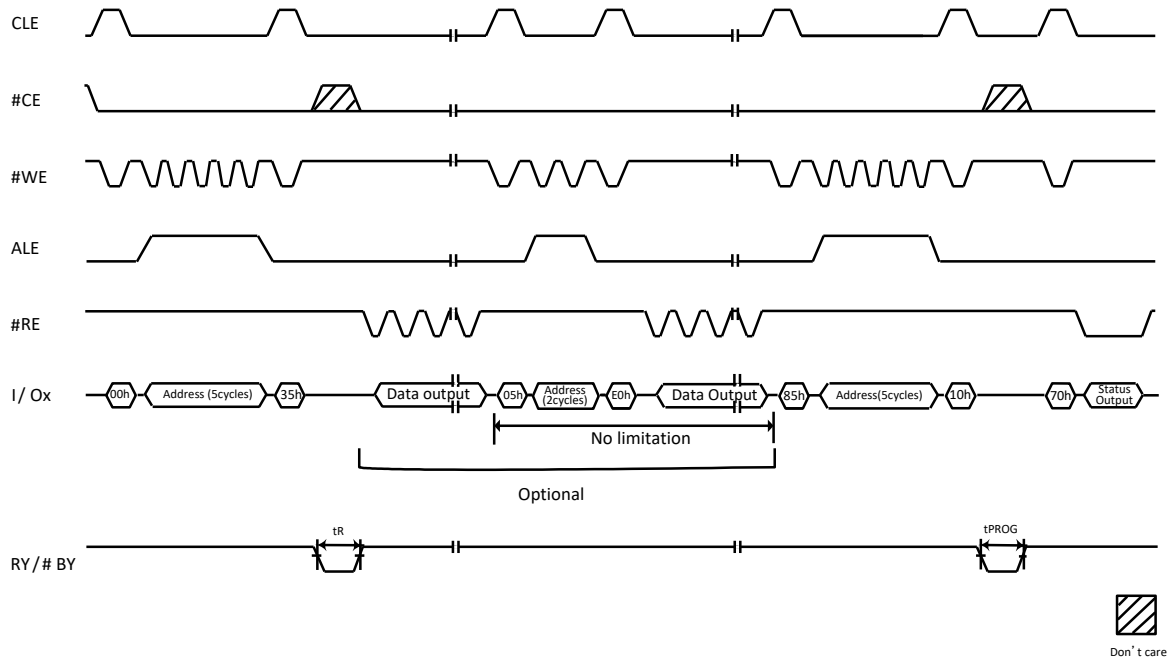 CLE
#CE
#WE
ALE
#RE
I/Ox
00h
Address (5cycles)
35h
Data output
05h
Address
(2cycles)
E0h
Data Output
85h
Address(5cycles)
10h
70h
Status
Output
No limitation
Optional
tR
tPROG
RY/# BY
Don't care